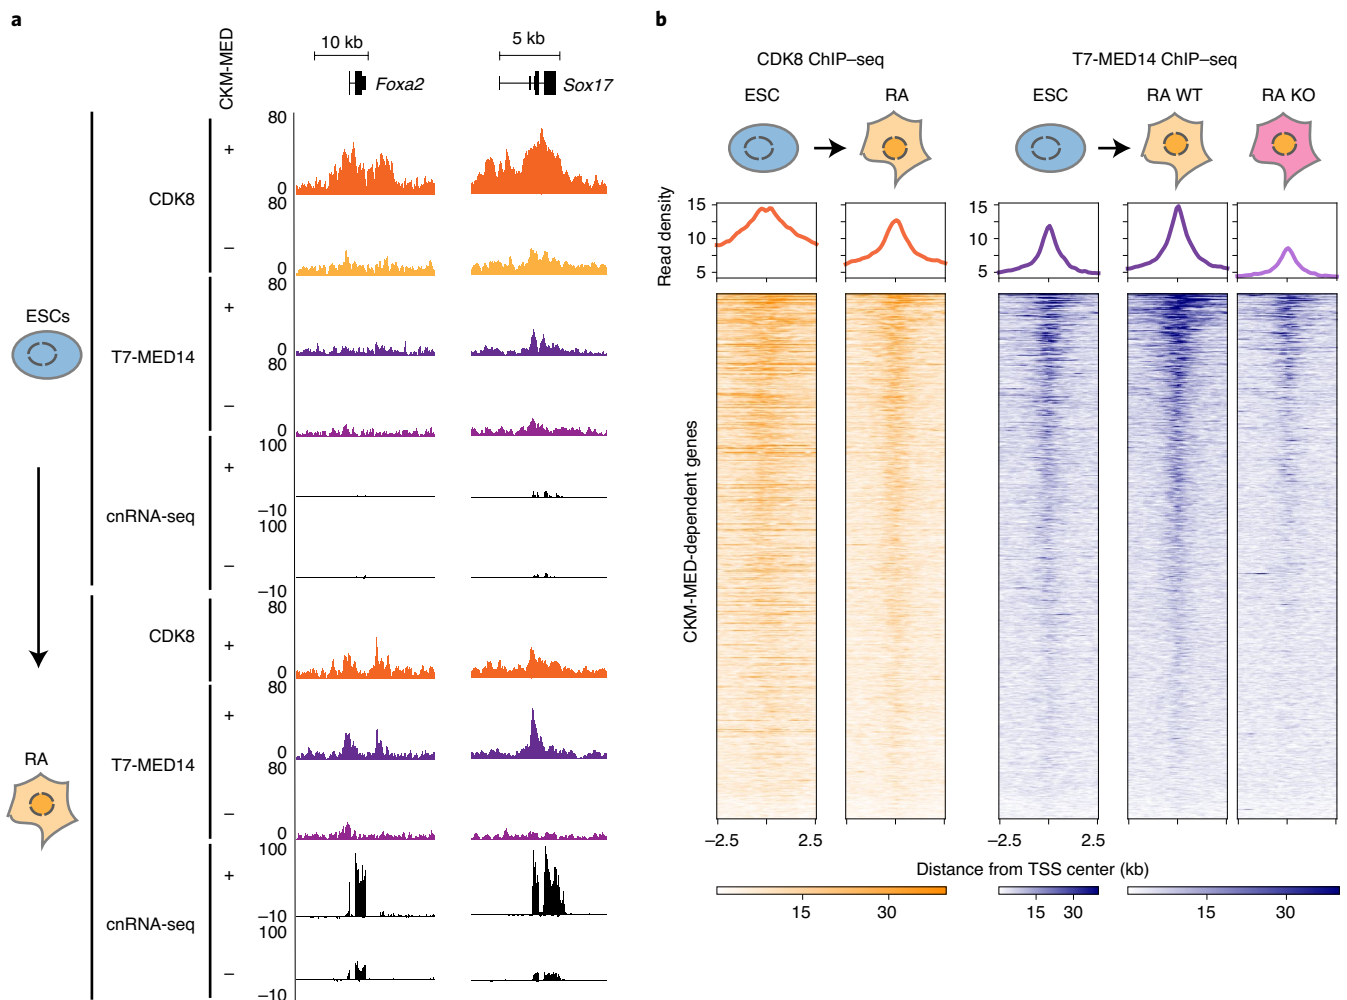 a
CKM-MED
10 kb
5 kb
Foxa2
Sox17
ESCs
CDK8
+
80
0
–
80
0
T7-MED14
+
80
0
–
80
0
cnRNA-seq
+
100
–10
–
100
–10
RA
CDK8
+
80
0
T7-MED14
+
80
0
–
80
0
cnRNA-seq
+
100
–10
–
100
–10
b
CDK8 ChIP–seq
T7-MED14 ChIP–seq
ESC
RA
ESC
RA WT
RA KO
Read density
15
10
5
15
10
5
CKM-MED-dependent genes
–2.5
2.5
–2.5
2.5
Distance from TSS center (kb)
15
30
15
30
15
30